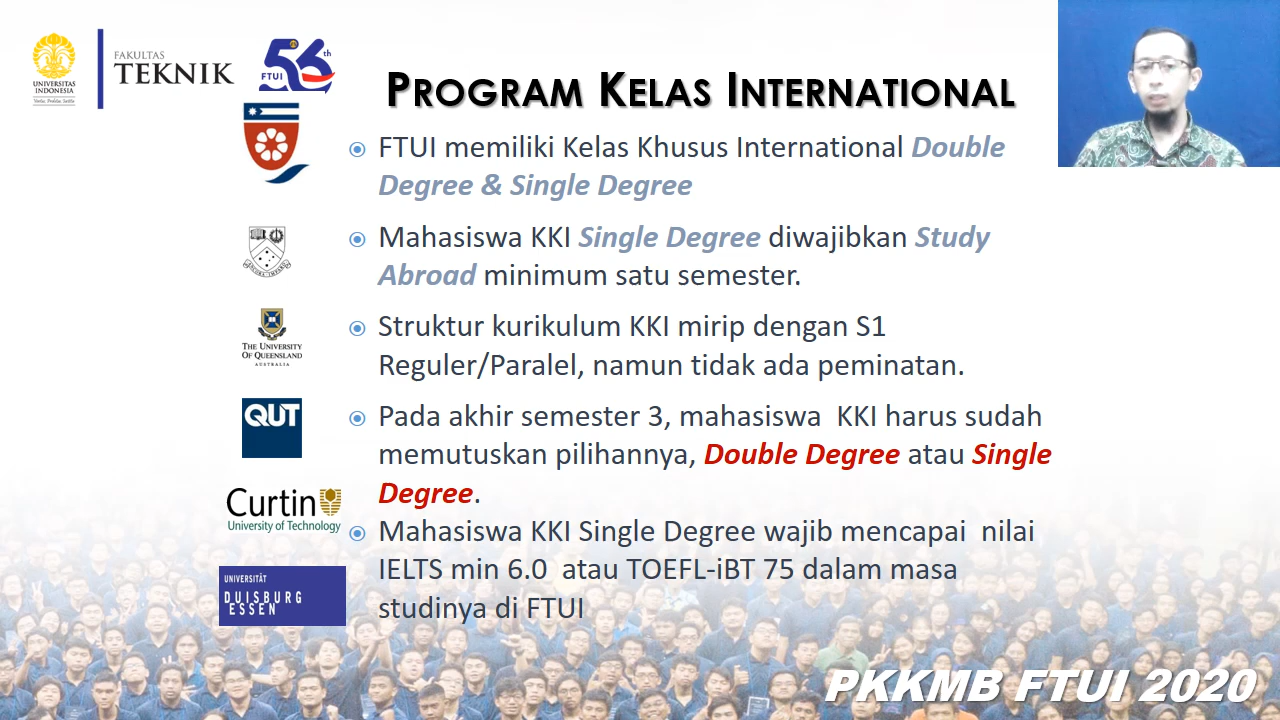 UNIVERSITAS
INDONESIA
Veritas, Probitas, Iustitia
FAKULTAS
TEKNIK
FTUI 56th
PROGRAM KELAS INTERNATIONAL
FTUI memiliki Kelas Khusus International Double
Degree & Single Degree
Mahasiswa KKI Single Degree diwajibkan Study
Abroad minimum satu semester.
ANCORA IMPARO
Struktur kurikulum KKI mirip dengan S1
Reguler/Paralel, namun tidak ada peminatan.
THE UNIVERSITY
OF QUEENSLAND
AUSTRALIA
Pada akhir semester 3, mahasiswa  KKI harus sudah
memutuskan pilihannya, Double Degree atau Single
Degree.
QUT
Curtin
University of Technology
Mahasiswa KKI Single Degree wajib mencapai  nilai
IELTS min 6.0  atau TOEFL-iBT 75 dalam masa
studinya di FTUI
UNIVERSITÄT
DUISBURG
ESSEN
PKKMB FTUI 2020